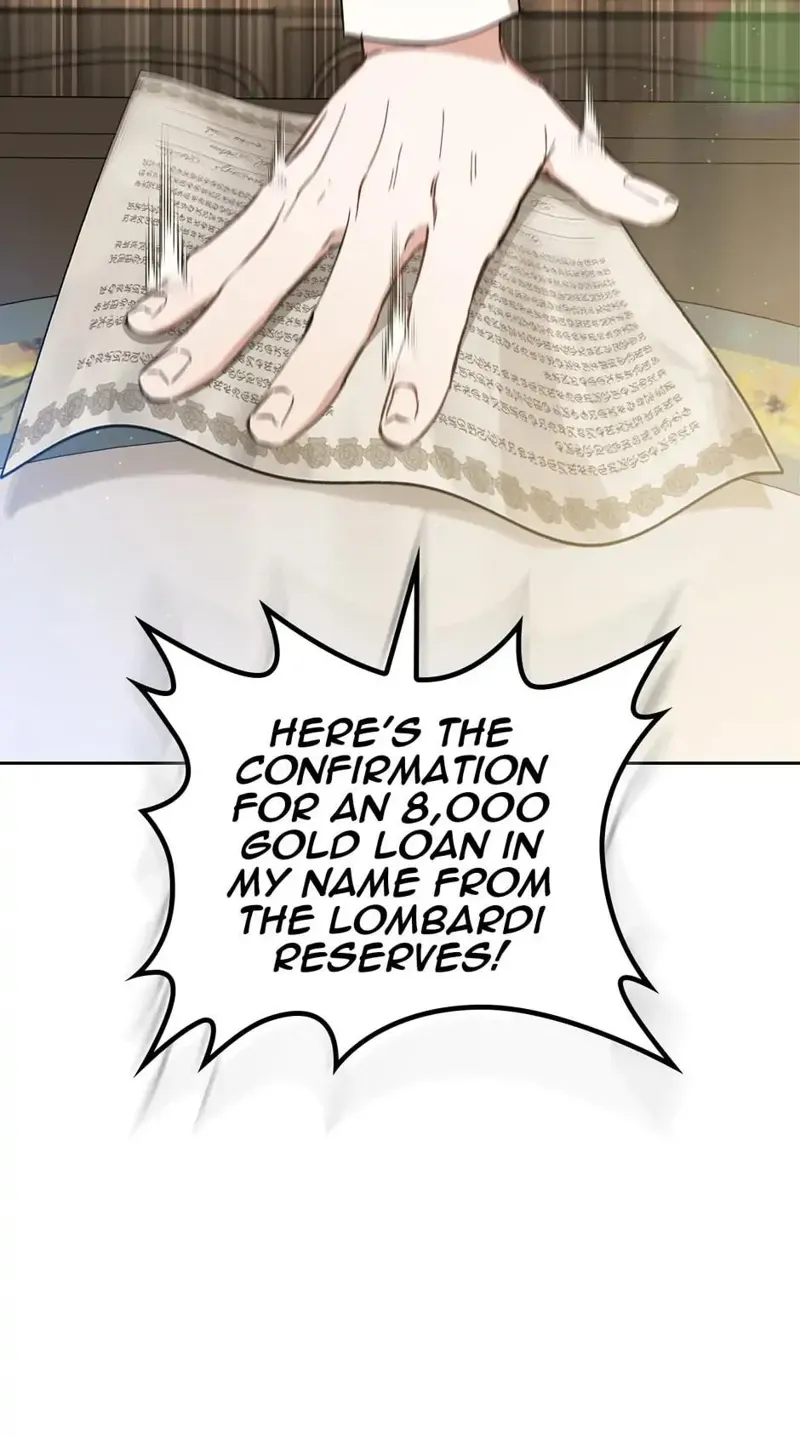 HERE'S THE
CONFIRMATION
FOR AN 8,000
GOLD LOAN IN
MY NAME FROM
THE LOMBARDI
RESERVES!